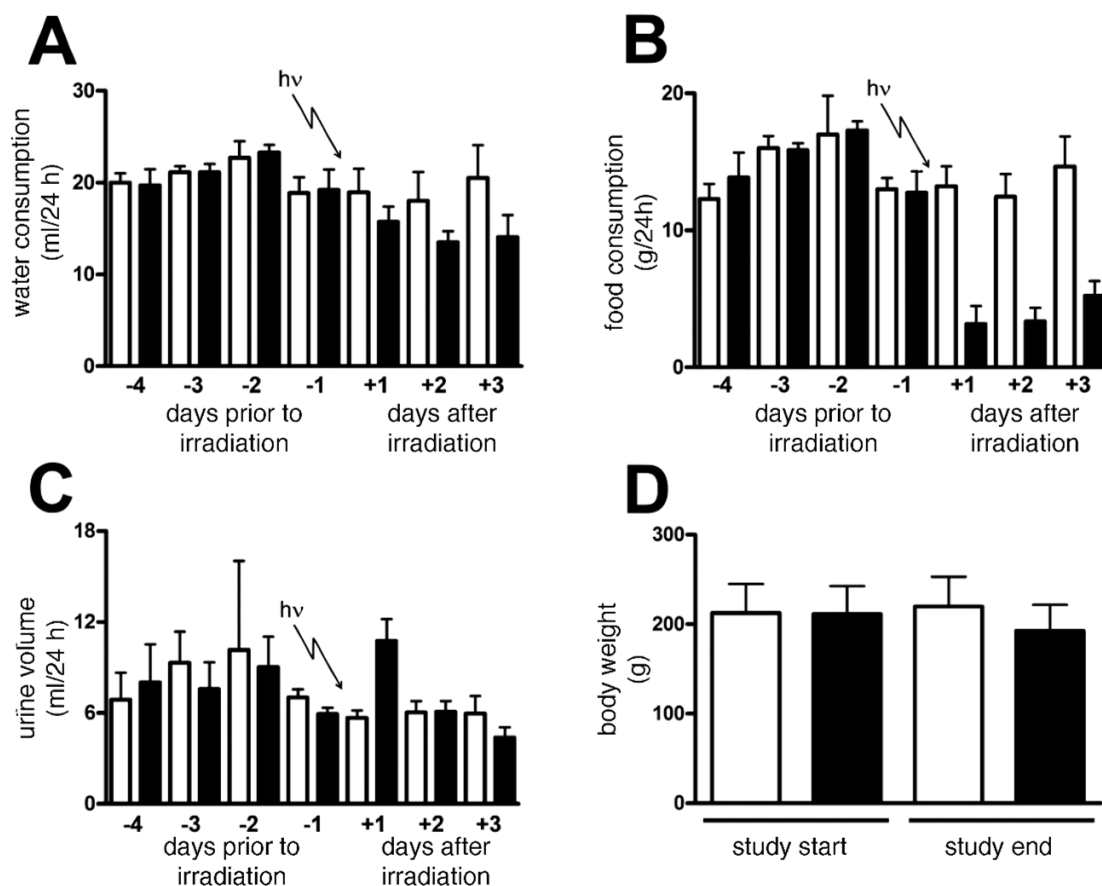 A
water consumption
(ml/24 h)
30
20
10
0
hν
-4 -3 -2 -1 +1 +2 +3
days prior to
irradiation
days after
irradiation
B
food consumption
(g/24h)
20
10
0
hν
-4 -3 -2 -1 +1 +2 +3
days prior to
irradiation
days after
irradiation
C
urine volume
(ml/24 h)
18
12
6
0
hν
-4 -3 -2 -1 +1 +2 +3
days prior to
irradiation
days after
irradiation
D
body weight
(g)
300
200
100
0
study start
study end